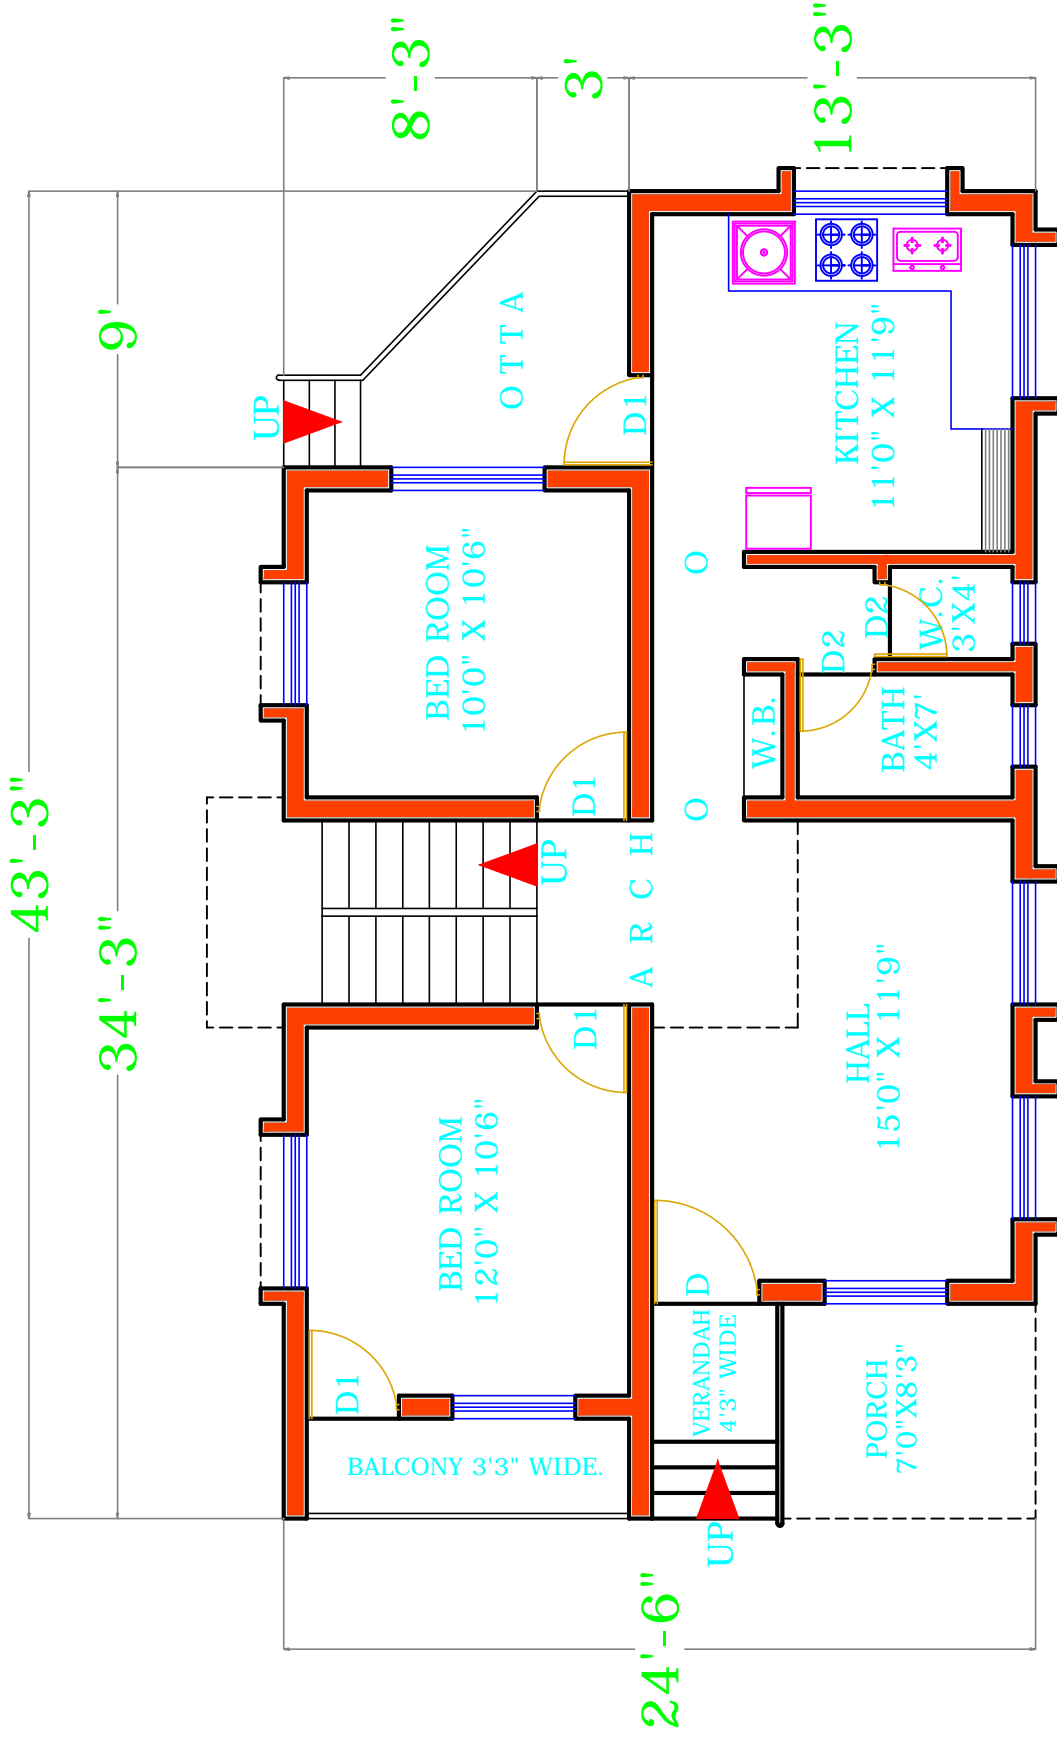 8'-3"
3'
13'-3"
9'
43'-3"
34'-3"
24'-6"
UP
O T T A
D1
KITCHEN
11'0" X 11'9"
BED ROOM
10'0" X 10'6"
D1
O
O
D2
D2
W.C.
3'X4'
W.B.
BATH
4'X7'
UP
A R C H
D1
BED ROOM
12'0" X 10'6"
HALL
15'0" X 11'9"
D
D1
VERANDAH
4'3" WIDE
PORCH
7'0"X8'3"
BALCONY 3'3" WIDE.
UP